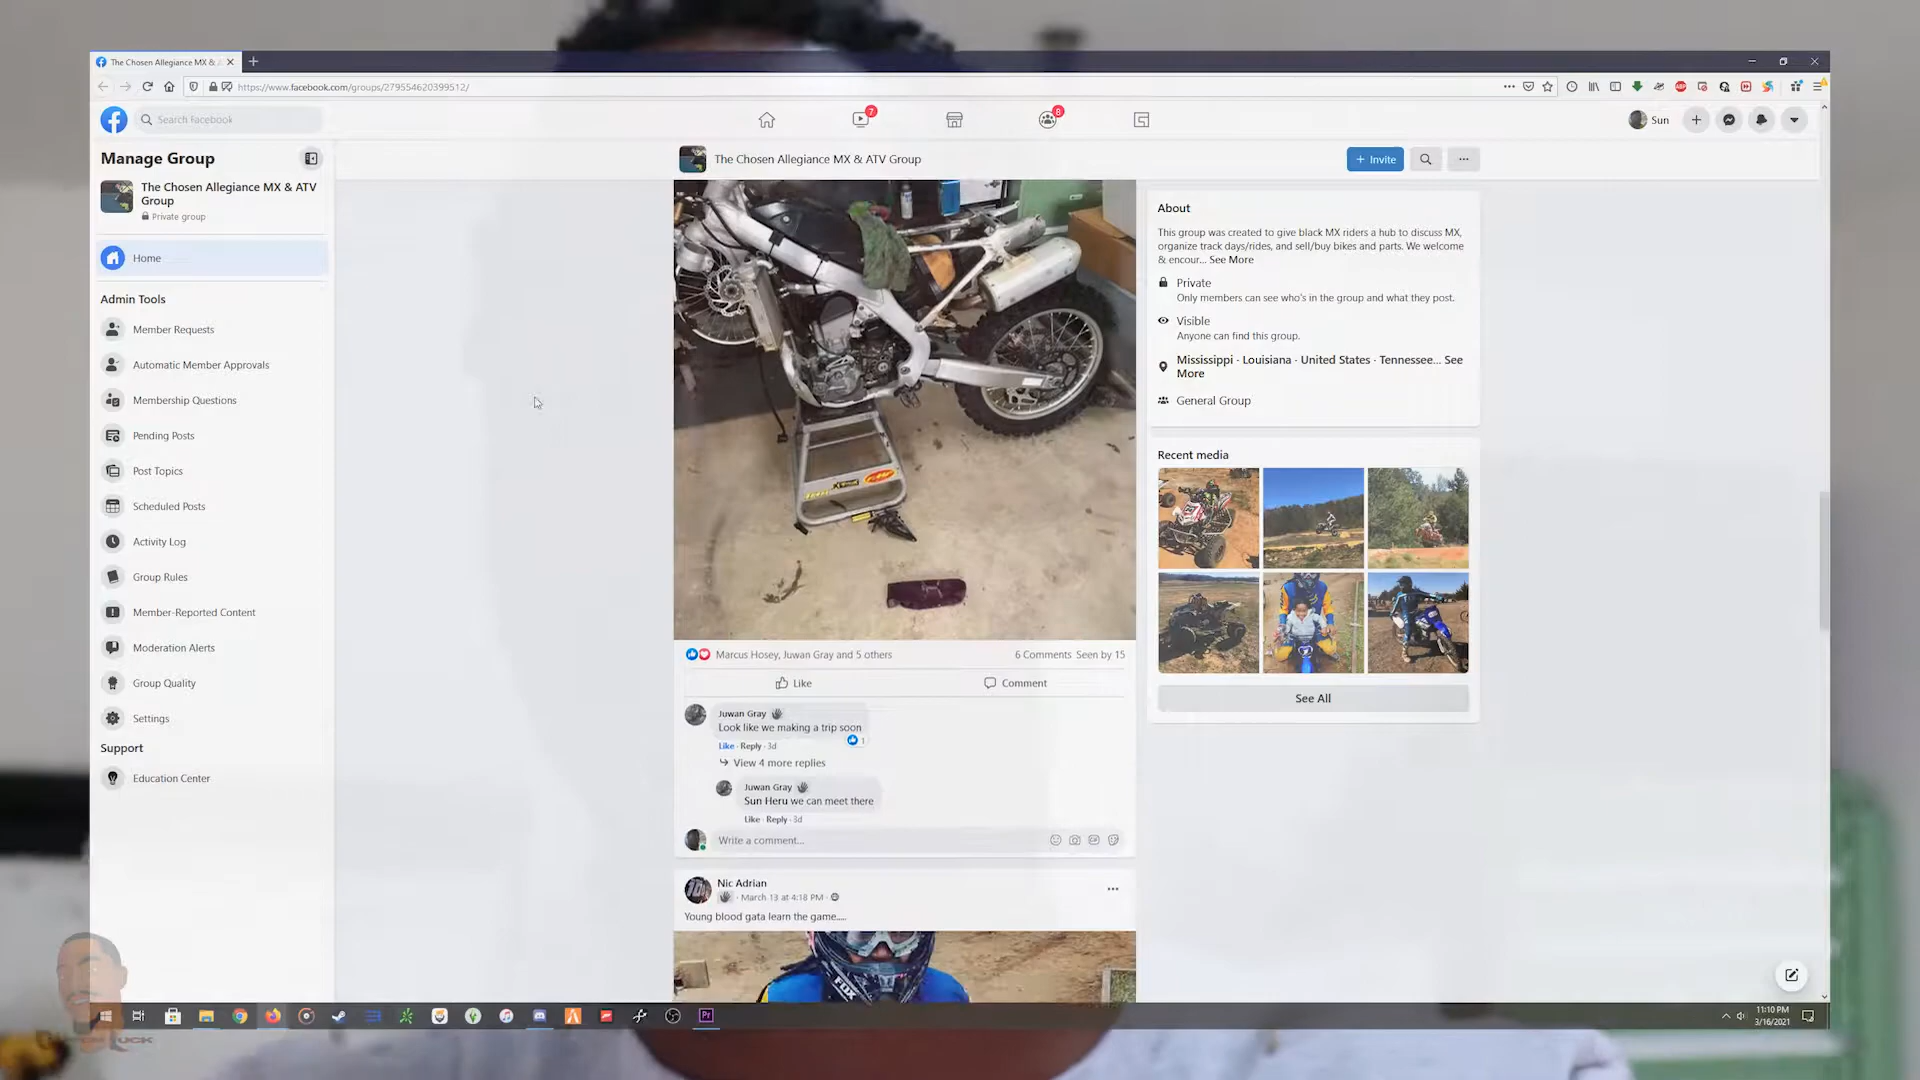 The Chosen Allegiance MX & A
https://www.facebook.com/groups/279554620399512/
Search Facebook
7
8
Sun
Manage Group
The Chosen Allegiance MX & ATV
Group
Private group
Home
Admin Tools
Member Requests
Automatic Member Approvals
Membership Questions
Pending Posts
Post Topics
Scheduled Posts
Activity Log
Group Rules
Member-Reported Content
Moderation Alerts
Group Quality
Settings
Support
Education Center
The Chosen Allegiance MX & ATV Group
+ Invite
Marcus Hosey, Juwan Gray and 5 others
6 Comments Seen by 15
Like
Comment
Juwan Gray
Look like we making a trip soon
1
Like · Reply · 3d
View 4 more replies
Juwan Gray
Sun Heru we can meet there
Like · Reply · 3d
Write a comment...
Nic Adrian
· March 13 at 4:18 PM ·
Young blood gata learn the game.....
FOX
About
This group was created to give black MX riders a hub to discuss MX,
organize track days/rides, and sell/buy bikes and parts. We welcome
& encour... See More
Private
Only members can see who's in the group and what they post.
Visible
Anyone can find this group.
Mississippi · Louisiana · United States · Tennessee... See
More
General Group
Recent media
See All
Pr
11:10 PM
3/16/2021